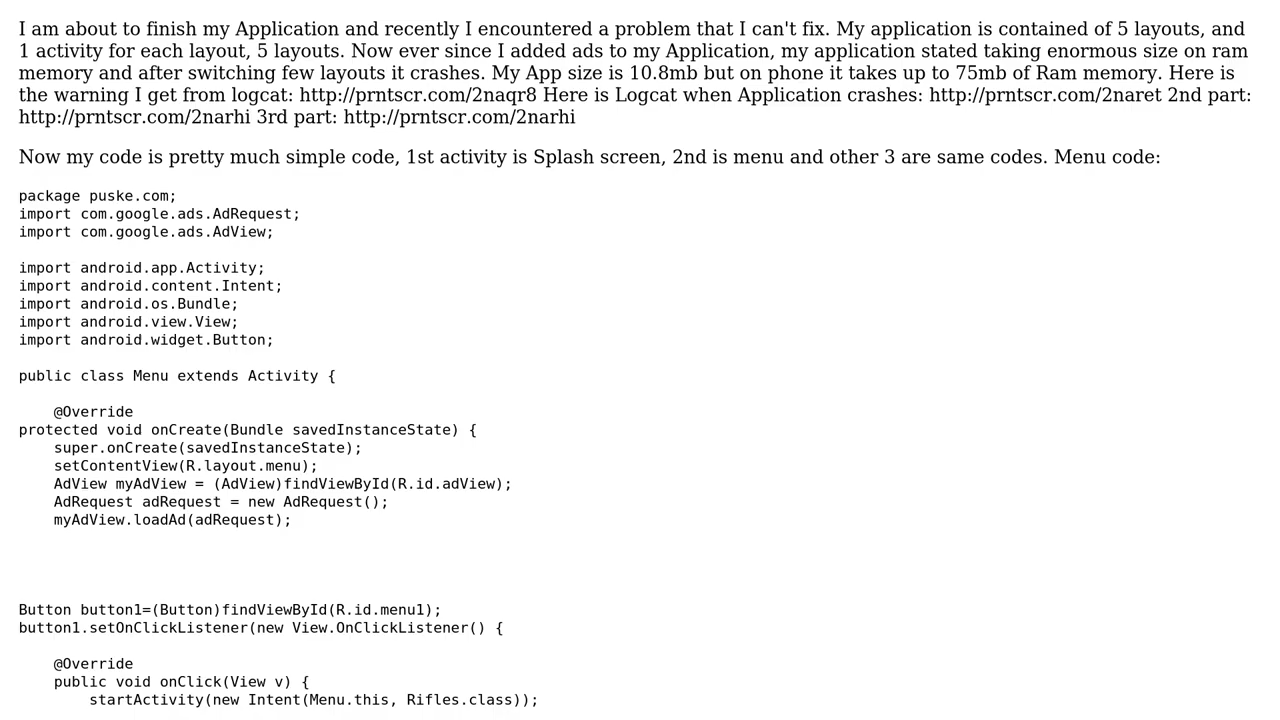 I am about to finish my Application and recently I encountered a problem that I can't fix. My application is contained of 5 layouts, and
1 activity for each layout, 5 layouts. Now ever since I added ads to my Application, my application stated taking enormous size on ram
memory and after switching few layouts it crashes. My App size is 10.8mb but on phone it takes up to 75mb of Ram memory. Here is
the warning I get from logcat: http://prntscr.com/2naqr8 Here is Logcat when Application crashes: http://prntscr.com/2naret 2nd part:
http://prntscr.com/2narhi 3rd part: http://prntscr.com/2narhi
Now my code is pretty much simple code, 1st activity is Splash screen, 2nd is menu and other 3 are same codes. Menu code:
package puske.com;
import com.google.ads.AdRequest;
import com.google.ads.AdView;
import android.app.Activity;
import android.content.Intent;
import android.os.Bundle;
import android.view.View;
import android.widget.Button;
public class Menu extends Activity {
    @Override
protected void onCreate(Bundle savedInstanceState) {
    super.onCreate(savedInstanceState);
    setContentView(R.layout.menu);
    AdView myAdView = (AdView)findViewById(R.id.adView);
    AdRequest adRequest = new AdRequest();
    myAdView.loadAd(adRequest);
Button button1=(Button)findViewById(R.id.menu1);
button1.setOnClickListener(new View.OnClickListener() {
    @Override
    public void onClick(View v) {
        startActivity(new Intent(Menu.this, Rifles.class));